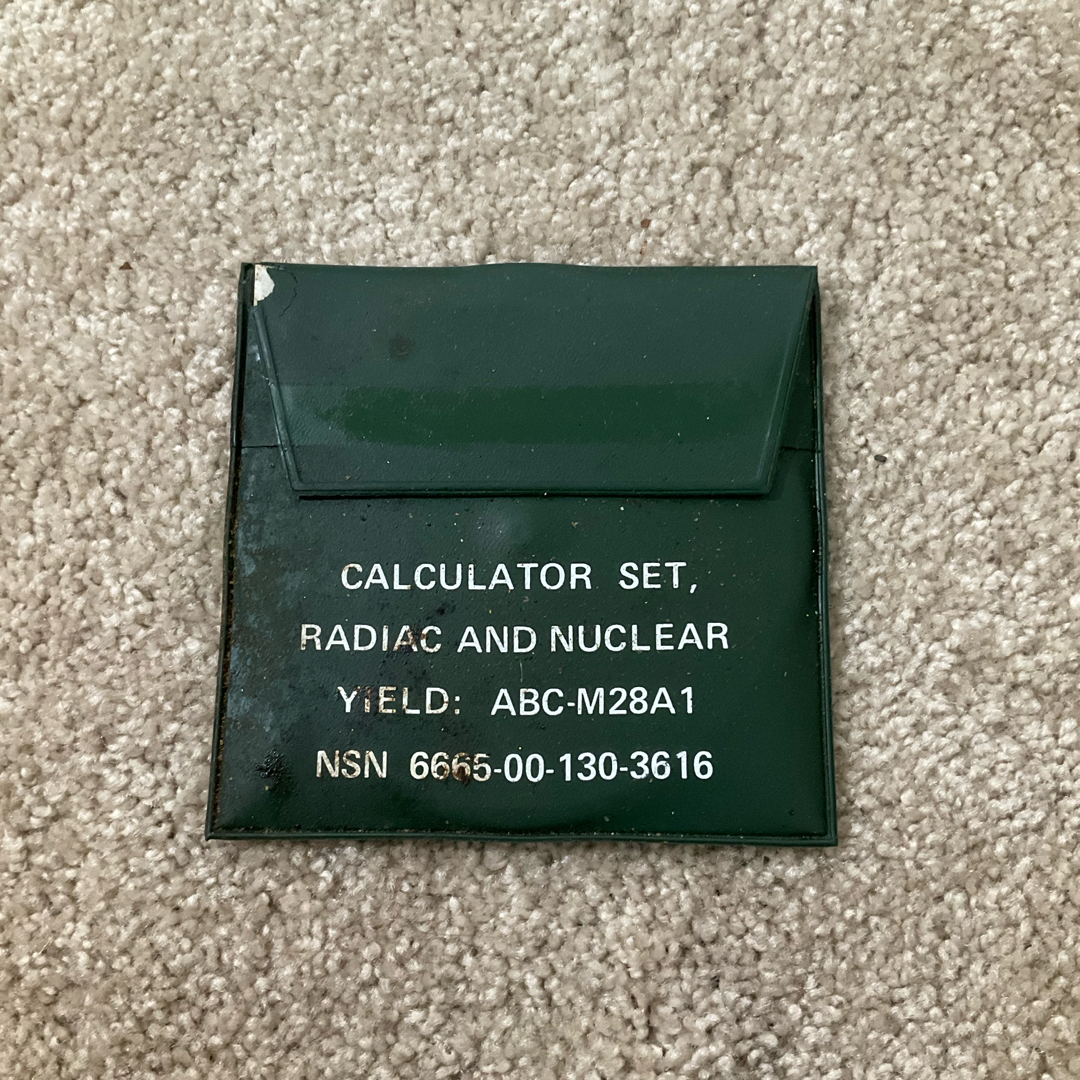 CALCULATOR SET,
RADIAC AND NUCLEAR
YIELD: ABC-M28A1
NSN 6665-00-130-3616